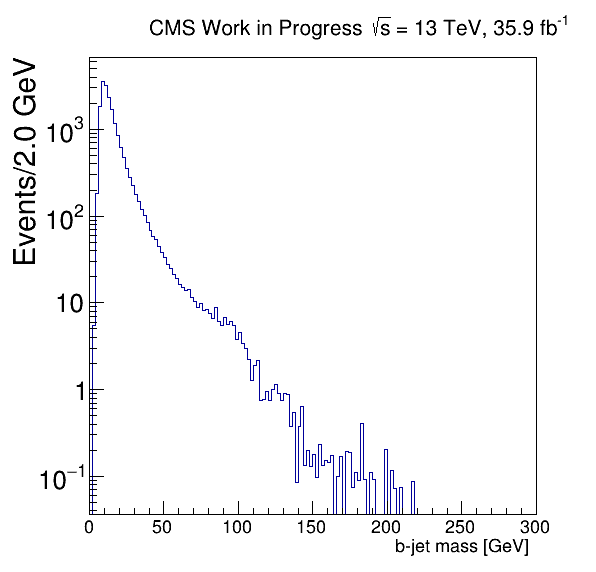 CMS Work in Progress √s = 13 TeV, 35.9 fb⁻¹
Events/2.0 GeV
10³
10²
10
1
10⁻¹
0 50 100 150 200 250 300
b-jet mass [GeV]